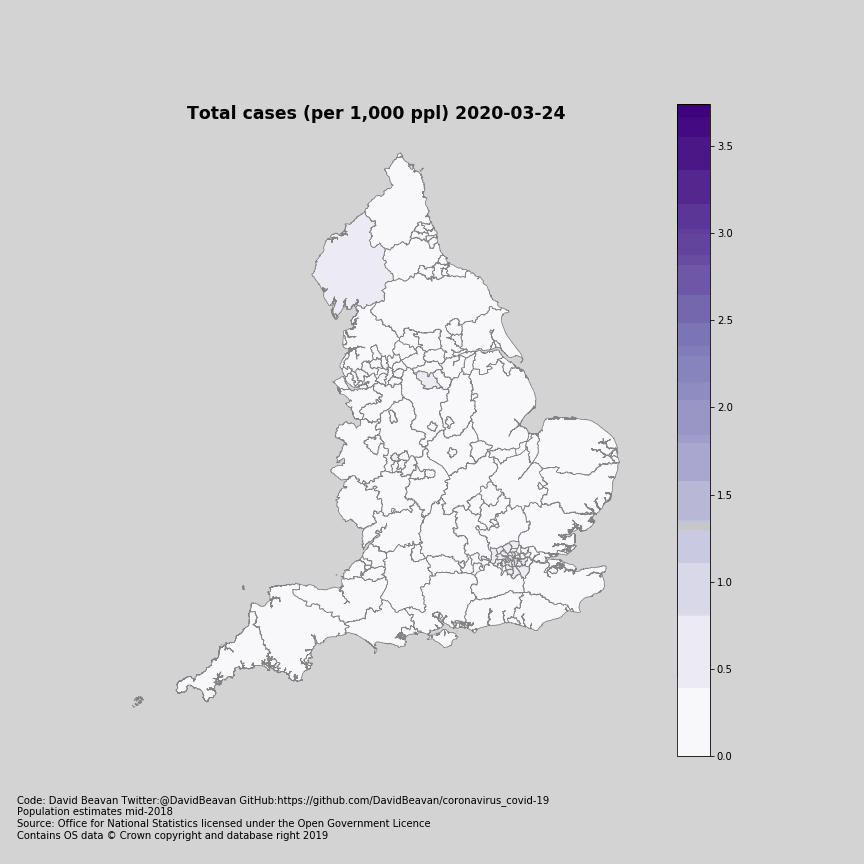 Total cases (per 1,000 ppl) 2020-03-24
3.5
3.0
2.5
2.0
1.5
1.0
0.5
0.0
Code: David Beavan Twitter:@DavidBeavan GitHub:https://github.com/DavidBeavan/coronavirus_covid-19
Population estimates mid-2018
Source: Office for National Statistics licensed under the Open Government Licence
Contains OS data © Crown copyright and database right 2019